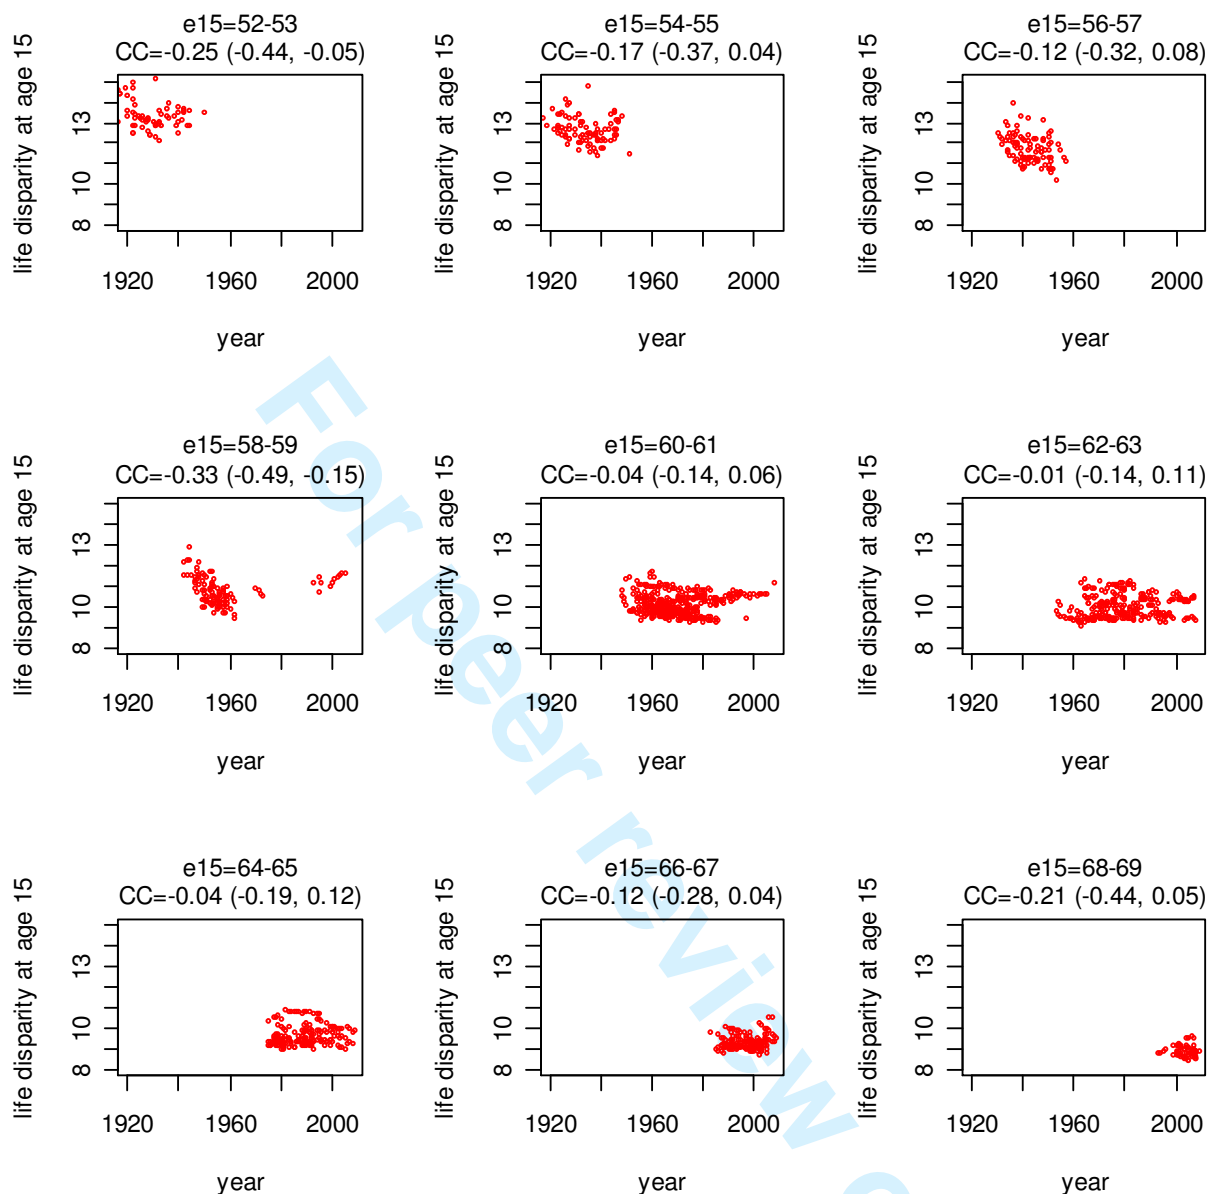 e15=52-53
CC=-0.25 (-0.44, -0.05)
life disparity at age 15
13
10
8
1920 1960 2000
year
e15=54-55
CC=-0.17 (-0.37, 0.04)
life disparity at age 15
13
10
8
1920 1960 2000
year
e15=56-57
CC=-0.12 (-0.32, 0.08)
life disparity at age 15
13
10
8
1920 1960 2000
year
e15=58-59
CC=-0.33 (-0.49, -0.15)
life disparity at age 15
13
10
8
1920 1960 2000
year
e15=60-61
CC=-0.04 (-0.14, 0.06)
life disparity at age 15
13
10
8
1920 1960 2000
year
e15=62-63
CC=-0.01 (-0.14, 0.11)
life disparity at age 15
13
10
8
1920 1960 2000
year
e15=64-65
CC=-0.04 (-0.19, 0.12)
life disparity at age 15
13
10
8
1920 1960 2000
year
e15=66-67
CC=-0.12 (-0.28, 0.04)
life disparity at age 15
13
10
8
1920 1960 2000
year
e15=68-69
CC=-0.21 (-0.44, 0.05)
life disparity at age 15
13
10
8
1920 1960 2000
year
For peer review